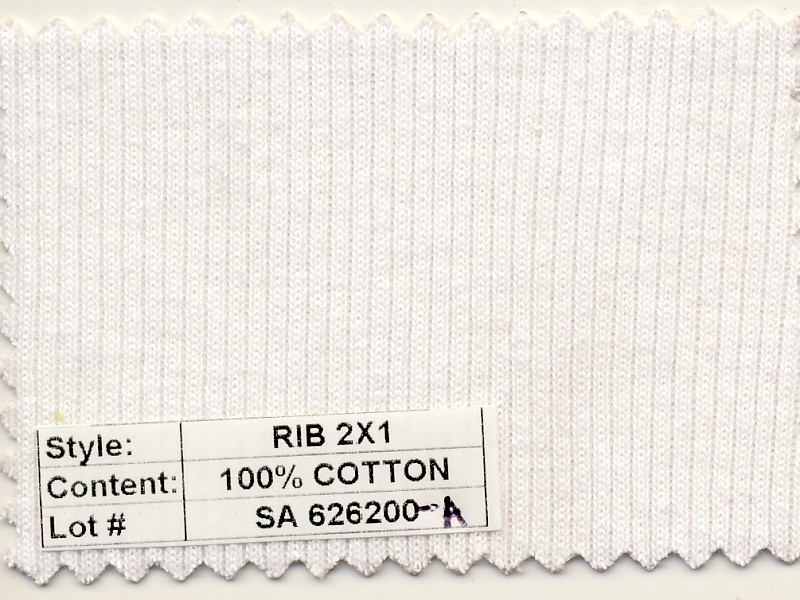 Style: RIB 2X1
Content: 100% COTTON
Lot # SA 626200-A